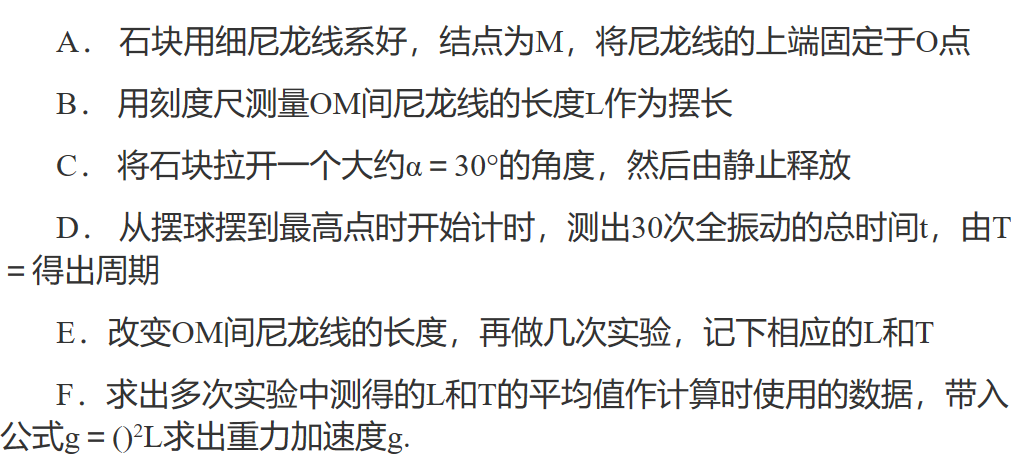 A． 石块用细尼龙线系好，结点为M，将尼龙线的上端固定于O点
B． 用刻度尺测量OM间尼龙线的长度L作为摆长
C． 将石块拉开一个大约α＝30°的角度，然后由静止释放
D． 从摆球摆到最高点时开始计时，测出30次全振动的总时间t，由T
＝得出周期
E．改变OM间尼龙线的长度，再做几次实验，记下相应的L和T
F．求出多次实验中测得的L和T的平均值作计算时使用的数据，带入
公式g＝()²L求出重力加速度g.